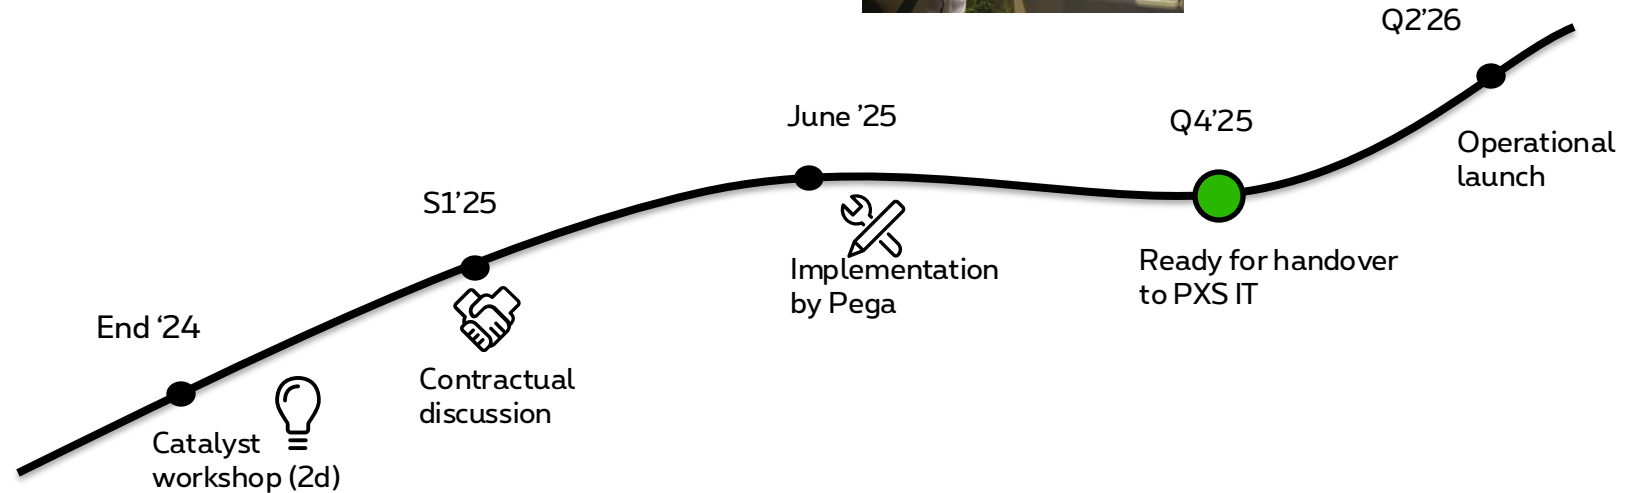 End ‘24
Catalyst
workshop (2d)
S1’25
Contractual
discussion
June ’25
Implementation
by Pega
Q4’25
Ready for handover
to PXS IT
Q2’26
Operational
launch